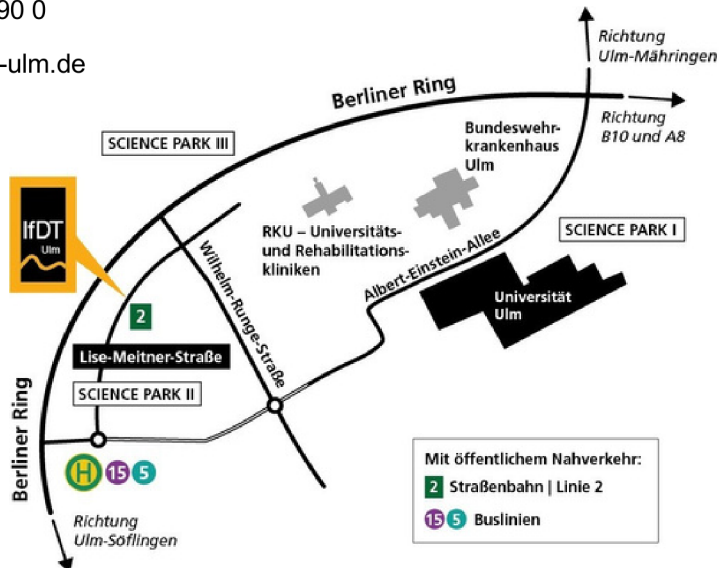 90 0
-ulm.de
Richtung
Ulm-Mähringen
Berliner Ring
Richtung
B10 und A8
Bundeswehr-
krankenhaus
Ulm
SCIENCE PARK III
IfDT
Ulm
RKU – Universitäts-
und Rehabilitations-
kliniken
SCIENCE PARK I
Albert-Einstein-Allee
Wilhelm-Runge-Straße
Universität
Ulm
2
Lise-Meitner-Straße
SCIENCE PARK II
Berliner Ring
H 15 5
Richtung
Ulm-Söflingen
Mit öffentlichem Nahverkehr:
2 Straßenbahn | Linie 2
15 5 Buslinien